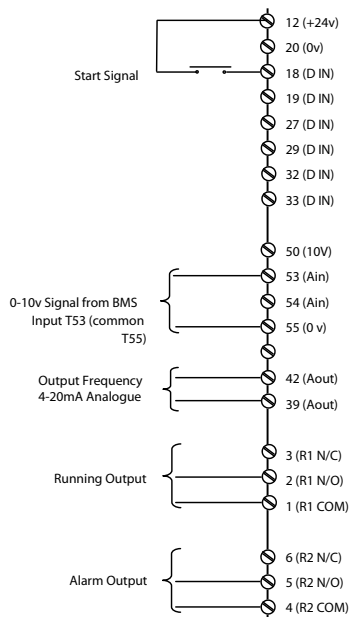 12 (+24v)
20 (0v)
Start Signal
18 (D IN)
19 (D IN)
27 (D IN)
29 (D IN)
32 (D IN)
33 (D IN)
50 (10V)
53 (Ain)
0-10v Signal from BMS
Input T53 (common
T55)
54 (Ain)
55 (0 v)
Output Frequency
4-20mA Analogue
42 (Aout)
39 (Aout)
3 (R1 N/C)
Running Output
2 (R1 N/O)
1 (R1 COM)
6 (R2 N/C)
Alarm Output
5 (R2 N/O)
4 (R2 COM)